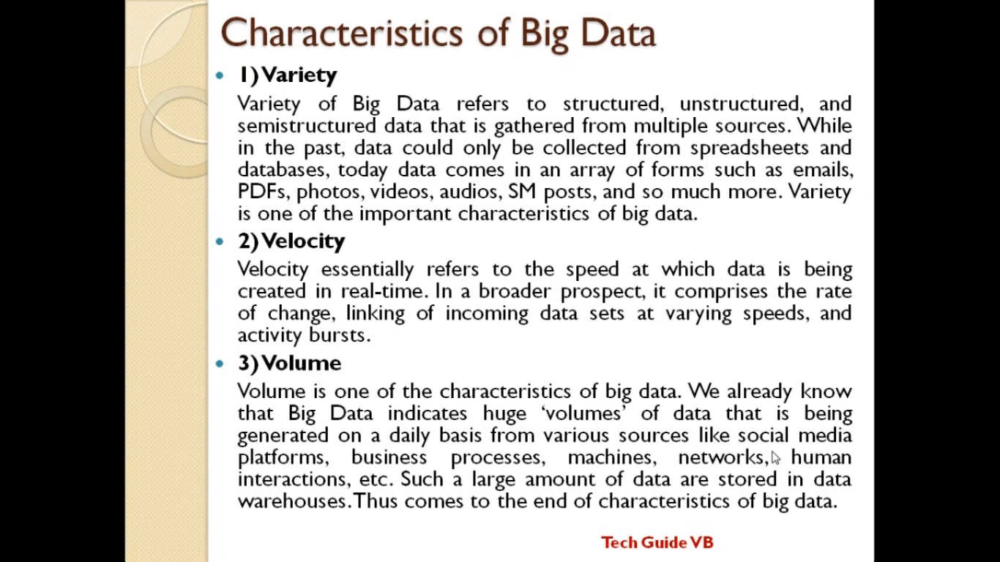 Characteristics of Big Data
• 1) Variety
Variety of Big Data refers to structured, unstructured, and
semistructured data that is gathered from multiple sources. While
in the past, data could only be collected from spreadsheets and
databases, today data comes in an array of forms such as emails,
PDFs, photos, videos, audios, SM posts, and so much more. Variety
is one of the important characteristics of big data.
• 2) Velocity
Velocity essentially refers to the speed at which data is being
created in real-time. In a broader prospect, it comprises the rate
of change, linking of incoming data sets at varying speeds, and
activity bursts.
• 3) Volume
Volume is one of the characteristics of big data. We already know
that Big Data indicates huge ‘volumes’ of data that is being
generated on a daily basis from various sources like social media
platforms, business processes, machines, networks, human
interactions, etc. Such a large amount of data are stored in data
warehouses. Thus comes to the end of characteristics of big data.
Tech Guide VB